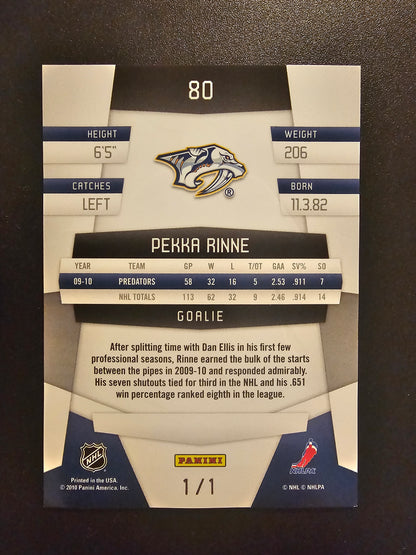 80
HEIGHT
6'5"
WEIGHT
206
CATCHES
LEFT
BORN
11.3.82
®
PEKKA RINNE
YEAR TEAM GP W L T/OT GAA SV% SO
09-10 PREDATORS 58 32 16 5 2.53 .911 7
NHL TOTALS 113 62 32 9 2.46 .914 14
GOALIE
After splitting time with Dan Ellis in his first few
professional seasons, Rinne earned the bulk of the starts
between the pipes in 2009-10 and responded admirably.
His seven shutouts tied for third in the NHL and his .651
win percentage ranked eighth in the league.
NHL
PANINI
NHLPA
Printed in the USA.
© 2010 Panini America, Inc.
1/1
© NHL © NHLPA